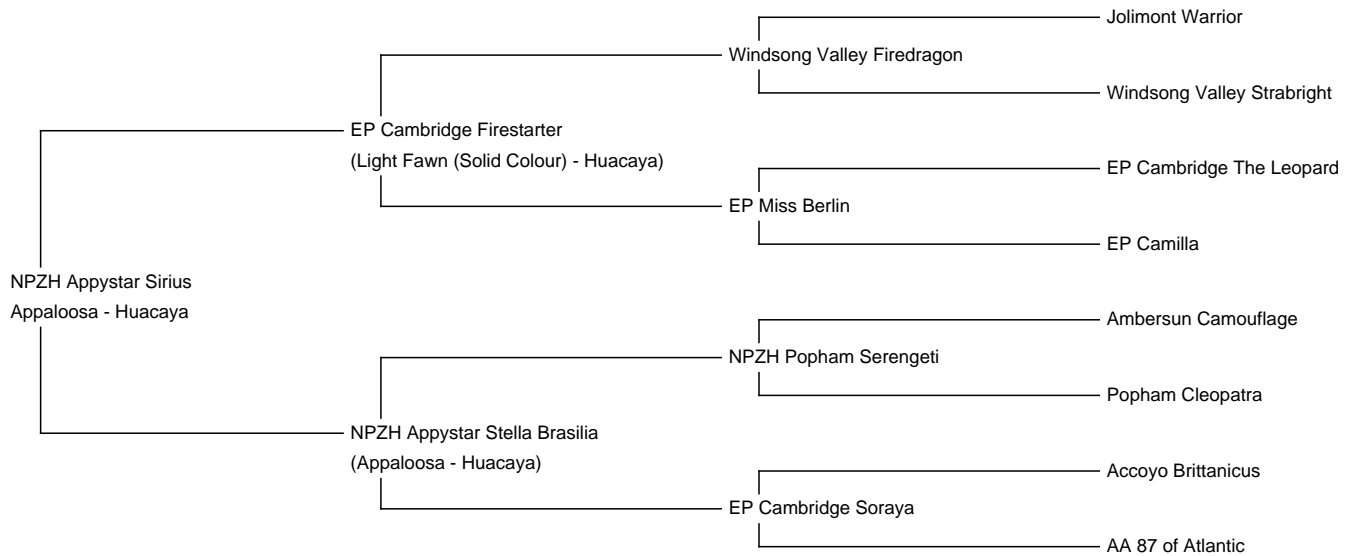 Jolimont Warrior
Windsong Valley Firedragon
Windsong Valley Strabright
EP Cambridge Firestarter
(Light Fawn (Solid Colour) - Huacaya)
EP Cambridge The Leopard
EP Miss Berlin
EP Camilla
NPZH Appystar Sirius
Appaloosa - Huacaya
Ambersun Camouflage
NPZH Popham Serengeti
Popham Cleopatra
NPZH Appystar Stella Brasilia
(Appaloosa - Huacaya)
Accoyo Brittanicus
EP Cambridge Soraya
AA 87 of Atlantic